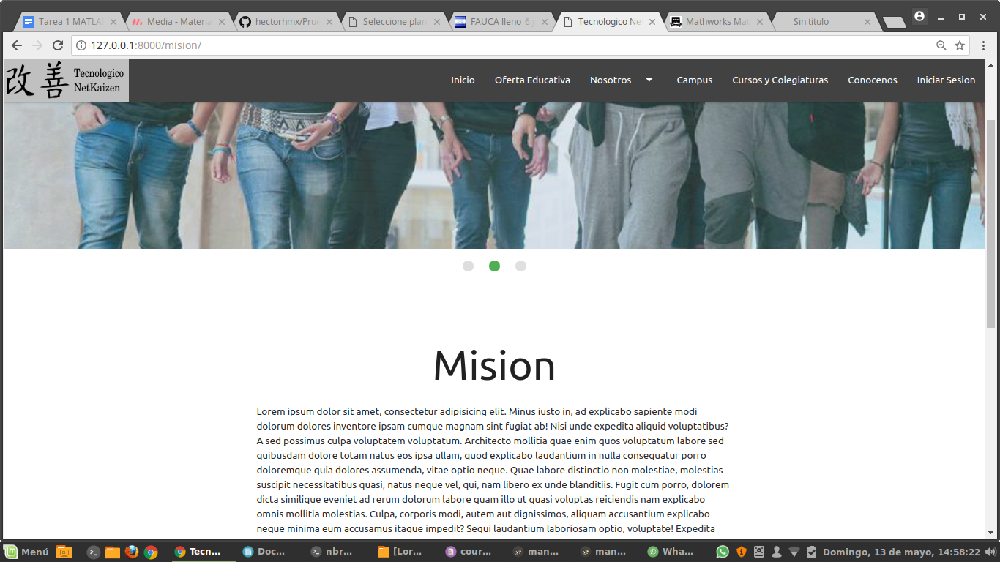 Tarea 1 MATLA
Media - Materia
hectorhmx/Prue
Seleccione plan
FAUCA lleno_6.j
Tecnologico Ne
Mathworks Mat
Sin título
127.0.0.1:8000/mision/
改善
Tecnologico
NetKaizen
Inicio
Oferta Educativa
Nosotros
Campus
Cursos y Colegiaturas
Conocenos
Iniciar Sesion
Mision
Lorem ipsum dolor sit amet, consectetur adipisicing elit. Minus iusto in, ad explicabo sapiente modi
dolorum dolores inventore ipsam cumque magnam sint fugiat ab! Nisi unde expedita aliquid voluptatibus?
A sed possimus culpa voluptatem voluptatum. Architecto mollitia quae enim quos voluptatum labore sed
quibusdam dolore totam natus eos ipsa ullam, quod explicabo laudantium in nulla consequatur porro
doloremque quia dolores assumenda, vitae optio neque. Quae labore distinctio non molestiae, molestias
suscipit necessitatibus quasi, natus neque vel, qui, nam libero ex unde blanditiis. Fugit cum porro, dolorem
dicta similique eveniet ad rerum dolorum labore quam illo ut quasi voluptas reiciendis nam explicabo
omnis mollitia molestias. Culpa, corporis modi, autem aut dignissimos, aliquam accusantium explicabo
neque minima eum accusamus itaque impedit? Sequi laudantium laboriosam optio, voluptate! Expedita
Menú
Tecn...
Doc...
nbr...
[Lor...
cour...
man...
man...
Wha...
Domingo, 13 de mayo, 14:58:22